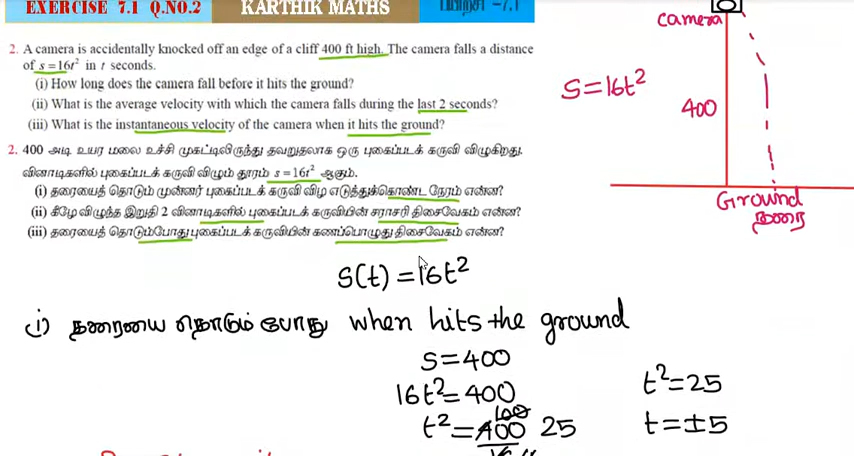 EXERCISE 7.1 Q.NO.2
KARTHIK MATHS
பயிற்சி -7.1
2. A camera is accidentally knocked off an edge of a cliff 400 ft high. The camera falls a distance
of s = 16t² in t seconds.
(i) How long does the camera fall before it hits the ground?
(ii) What is the average velocity with which the camera falls during the last 2 seconds?
(iii) What is the instantaneous velocity of the camera when it hits the ground?
2. 400 அடி உயர மலை உச்சி முகட்டிலிருந்து தவறுதலாக ஒரு புகைப்படக் கருவி விழுகிறது.
வினாடிகளில் புகைப்படக் கருவி விழும் தூரம் s = 16t² ஆகும்.
(i) தரையைத் தொடும் முன்னர் புகைப்படக் கருவி விழ எடுத்துக்கொண்ட நேரம் என்ன?
(ii) கீழே விழுந்த இறுதி 2 வினாடிகளில் புகைப்படக் கருவியின் சராசரி திசைவேகம் என்ன?
(iii) தரையைத் தொடும்போது புகைப்படக் கருவியின் கணப்பொழுது திசைவேகம் என்ன?
camera
S=16t²
400
Ground
தரை
S(t) = 16t²
i) தரையை தொடும் போது when hits the ground
S=400
16t²=400
t²=25
100
t² = 400 25
t=±5